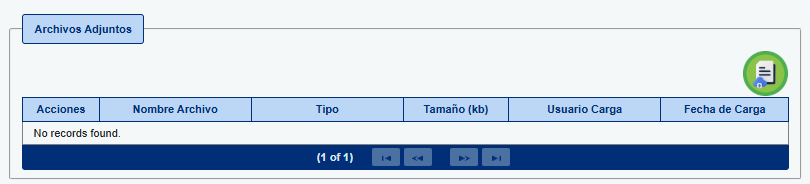 Archivos Adjuntos
Acciones Nombre Archivo Tipo Tamaño (kb) Usuario Carga Fecha de Carga
No records found.
(1 of 1)